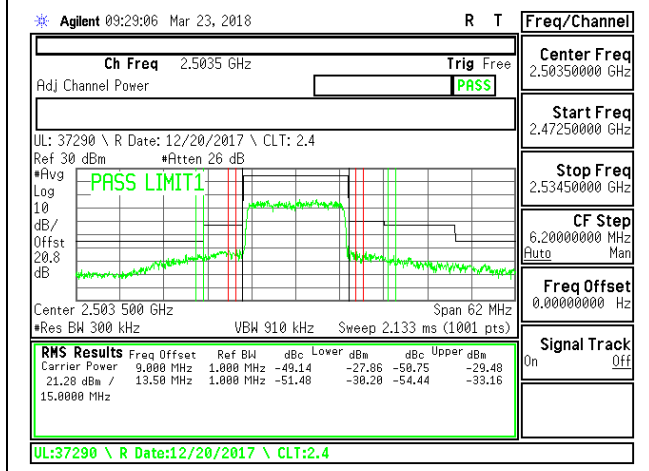 Agilent 09:29:06 Mar 23, 2018 R T
Freq/Channel
Ch Freq 2.5035 GHz Trig Free
Adj Channel Power PASS
Center Freq
2.50350000 GHz
Start Freq
2.47250000 GHz
Stop Freq
2.53450000 GHz
CF Step
6.20000000 MHz
Auto Man
Freq Offset
0.00000000 Hz
Signal Track
On Off
UL: 37290 \ R Date: 12/20/2017 \ CLT: 2.4
Ref 30 dBm #Atten 26 dB
#Avg
Log
10
dB/
Offst
20.8
dB
PASS LIMIT1
Center 2.503 500 GHz Span 62 MHz
#Res BW 300 kHz VBW 910 kHz Sweep 2.133 ms (1001 pts)
RMS Results Freq Offset Ref BW dBc Lower dBm dBc Upper dBm
Carrier Power 9.000 MHz 1.000 MHz -49.14 -27.86 -50.75 -29.48
21.28 dBm / 13.50 MHz 1.000 MHz -51.48 -30.20 -54.44 -33.16
15.0000 MHz
UL:37290 \ R Date:12/20/2017 \ CLT:2.4